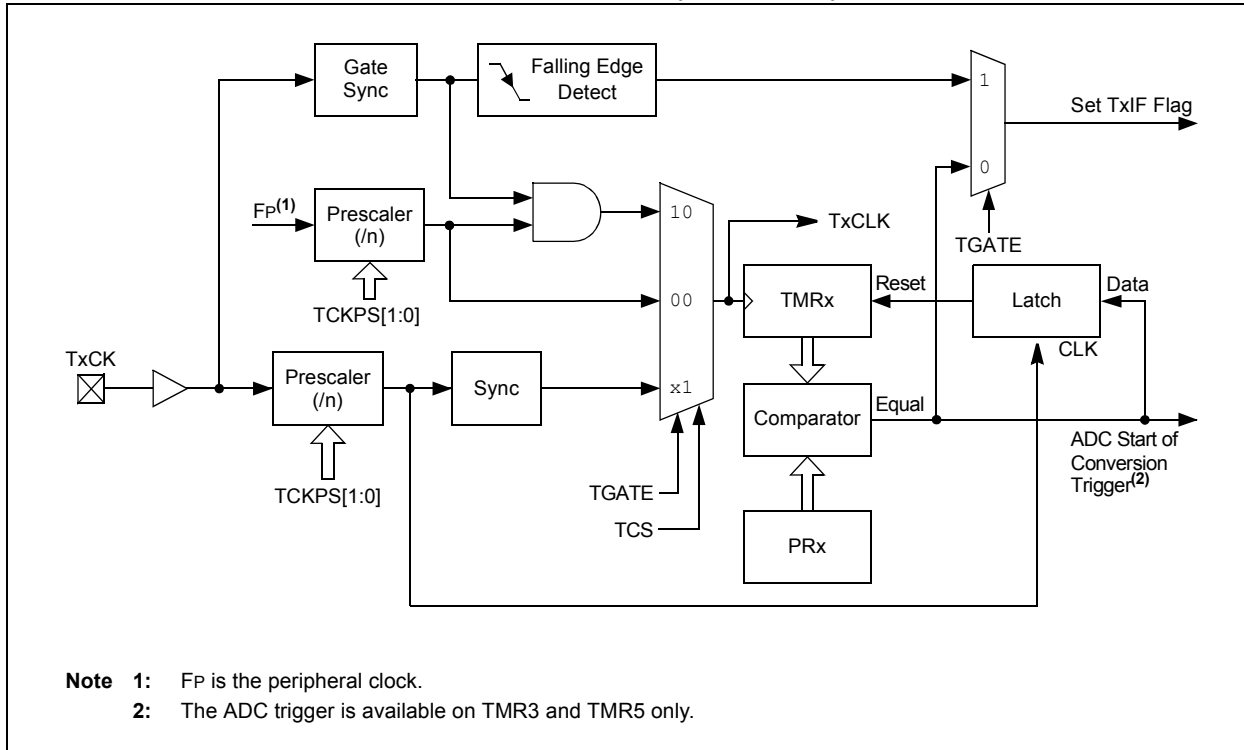 Gate
Sync
Falling Edge
Detect
1
Set TxIF Flag
0
TGATE
FP(1)
Prescaler
(/n)
TCKPS[1:0]
10
00
x1
TxCLK
TMRx
Reset
Latch
Data
CLK
TxCK
Prescaler
(/n)
TCKPS[1:0]
Sync
TGATE
TCS
Comparator
Equal
PRx
ADC Start of
Conversion
Trigger(2)
Note 1: FP is the peripheral clock.
2: The ADC trigger is available on TMR3 and TMR5 only.